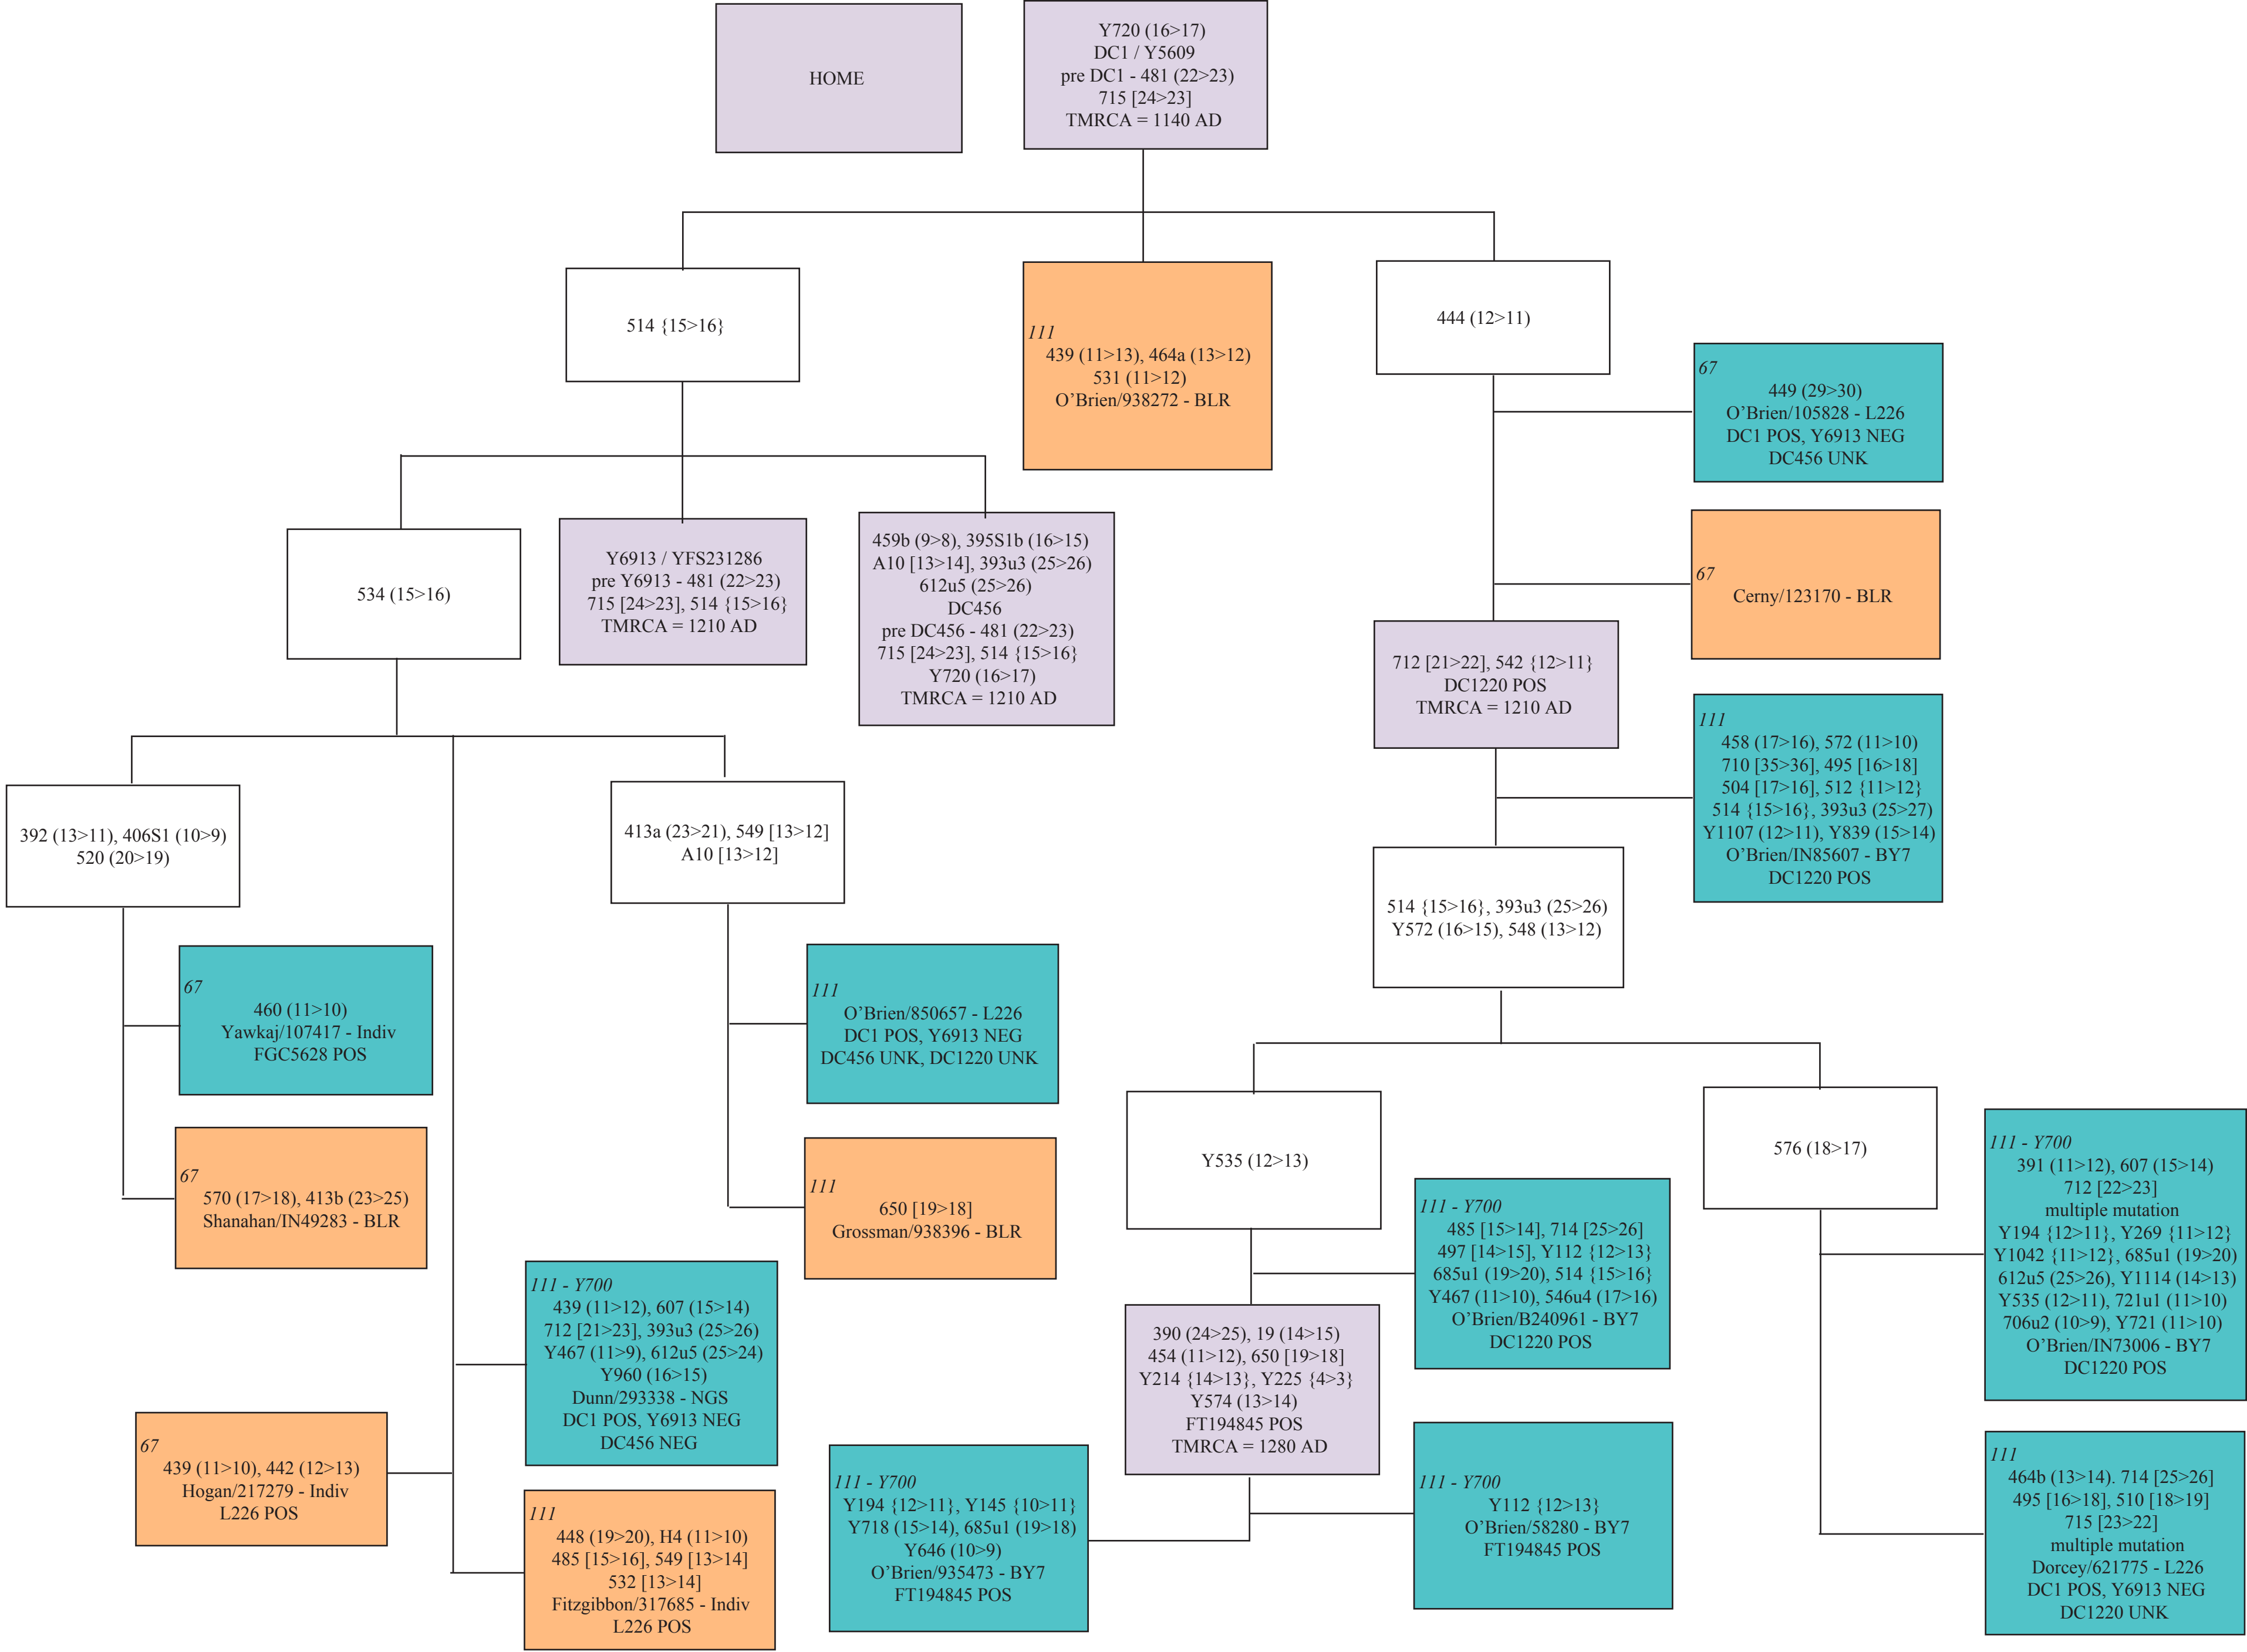 HOME
Y720 (16>17)
DC1 / Y5609
pre DC1 - 481 (22>23)
715 [24>23]
TMRCA = 1140 AD
514 {15>16}
111
439 (11>13), 464a (13>12)
531 (11>12)
O’Brien/938272 - BLR
444 (12>11)
67
449 (29>30)
O’Brien/105828 - L226
DC1 POS, Y6913 NEG
DC456 UNK
67
Cerny/123170 - BLR
534 (15>16)
Y6913 / YFS231286
pre Y6913 - 481 (22>23)
715 [24>23], 514 {15>16}
TMRCA = 1210 AD
459b (9>8), 395S1b (16>15)
A10 [13>14], 393u3 (25>26)
612u5 (25>26)
DC456
pre DC456 - 481 (22>23)
715 [24>23], 514 {15>16}
Y720 (16>17)
TMRCA = 1210 AD
712 [21>22], 542 {12>11}
DC1220 POS
TMRCA = 1210 AD
111
458 (17>16), 572 (11>10)
710 [35>36], 495 [16>18]
504 [17>16], 512 {11>12}
514 {15>16}, 393u3 (25>27)
Y1107 (12>11), Y839 (15>14)
O’Brien/IN85607 - BY7
DC1220 POS
392 (13>11), 406S1 (10>9)
520 (20>19)
413a (23>21), 549 [13>12]
A10 [13>12]
514 {15>16}, 393u3 (25>26)
Y572 (16>15), 548 (13>12)
67
460 (11>10)
Yawkaj/107417 - Indiv
FGC5628 POS
111
O’Brien/850657 - L226
DC1 POS, Y6913 NEG
DC456 UNK, DC1220 UNK
67
570 (17>18), 413b (23>25)
Shanahan/IN49283 - BLR
111
650 [19>18]
Grossman/938396 - BLR
Y535 (12>13)
576 (18>17)
111 - Y700
391 (11>12), 607 (15>14)
712 [22>23]
multiple mutation
Y194 {12>11}, Y269 {11>12}
Y1042 {11>12}, 685u1 (19>20)
612u5 (25>26), Y1114 (14>13)
Y535 (12>11), 721u1 (11>10)
706u2 (10>9), Y721 (11>10)
O’Brien/IN73006 - BY7
DC1220 POS
111 - Y700
485 [15>14], 714 [25>26]
497 [14>15], Y112 {12>13}
685u1 (19>20), 514 {15>16}
Y467 (11>10), 546u4 (17>16)
O’Brien/B240961 - BY7
DC1220 POS
111 - Y700
439 (11>12), 607 (15>14)
712 [21>23], 393u3 (25>26)
Y467 (11>9), 612u5 (25>24)
Y960 (16>15)
Dunn/293338 - NGS
DC1 POS, Y6913 NEG
DC456 NEG
390 (24>25), 19 (14>15)
454 (11>12), 650 [19>18]
Y214 {14>13}, Y225 {4>3}
Y574 (13>14)
FT194845 POS
TMRCA = 1280 AD
67
439 (11>10), 442 (12>13)
Hogan/217279 - Indiv
L226 POS
111
448 (19>20), H4 (11>10)
485 [15>16], 549 [13>14]
532 [13>14]
Fitzgibbon/317685 - Indiv
L226 POS
111 - Y700
Y194 {12>11}, Y145 {10>11}
Y718 (15>14), 685u1 (19>18)
Y646 (10>9)
O’Brien/935473 - BY7
FT194845 POS
111 - Y700
Y112 {12>13}
O’Brien/58280 - BY7
FT194845 POS
111
464b (13>14). 714 [25>26]
495 [16>18], 510 [18>19]
715 [23>22]
multiple mutation
Dorcey/621775 - L226
DC1 POS, Y6913 NEG
DC1220 UNK